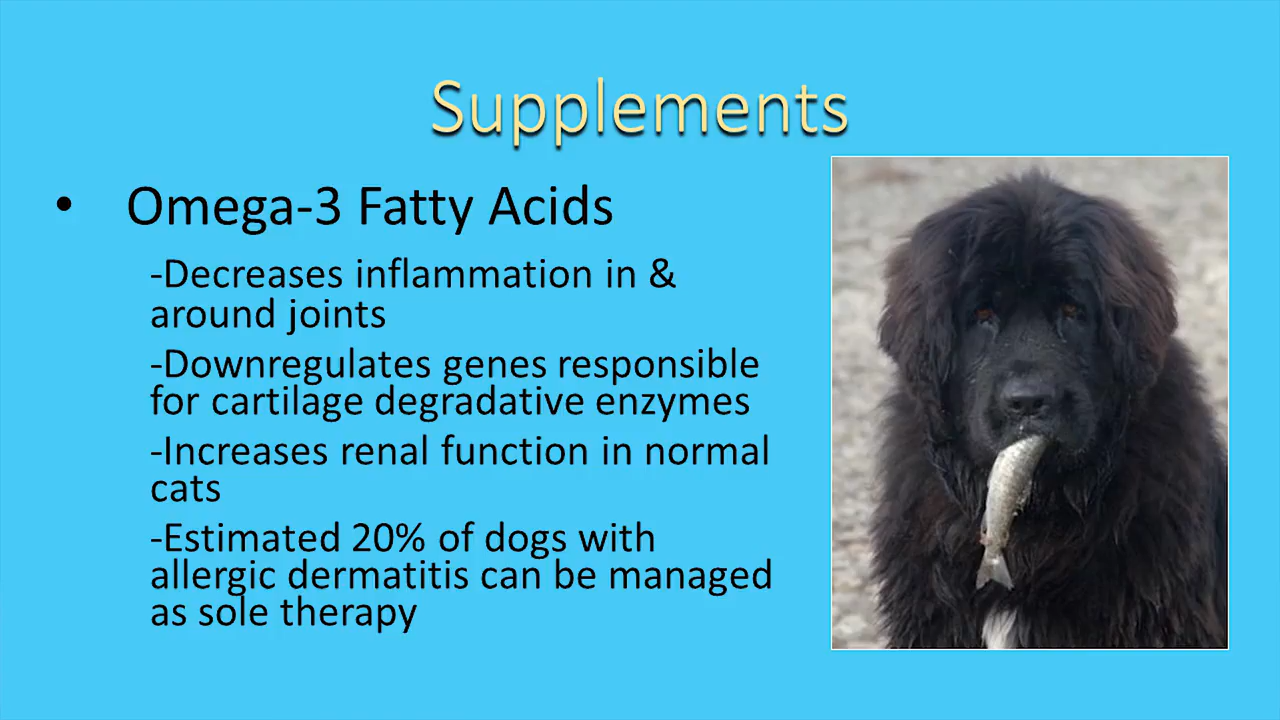 Supplements
• Omega-3 Fatty Acids
-Decreases inflammation in &
around joints
-Downregulates genes responsible
for cartilage degradative enzymes
-Increases renal function in normal
cats
-Estimated 20% of dogs with
allergic dermatitis can be managed
as sole therapy